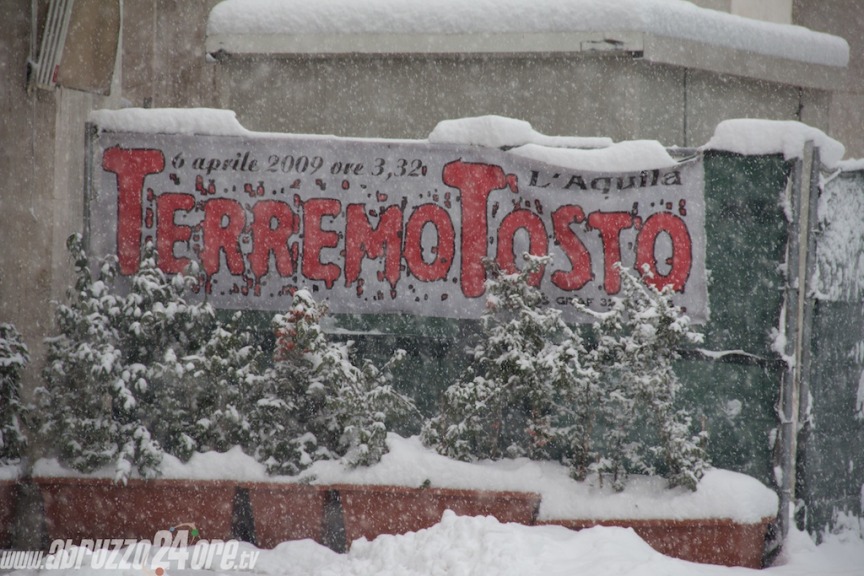 6 aprile 2009 ore 3,32 L'Aquila
TERREMOTOSTO
www.abruzzo24ore.tv